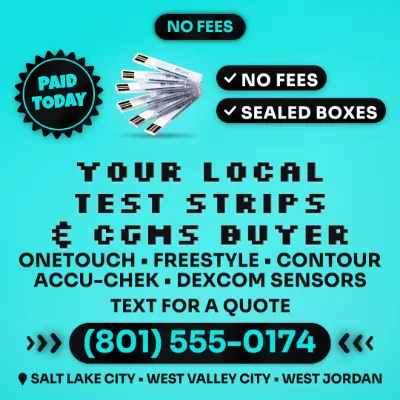 NO FEES
PAID
TODAY
✓ NO FEES
✓ SEALED BOXES
YOUR LOCAL
TEST STRIPS
& CGMS BUYER
ONETOUCH ▪ FREESTYLE ▪ CONTOUR
ACCU-CHEK ▪ DEXCOM SENSORS
TEXT FOR A QUOTE
(801) 555-0174
SALT LAKE CITY ▪ WEST VALLEY CITY ▪ WEST JORDAN